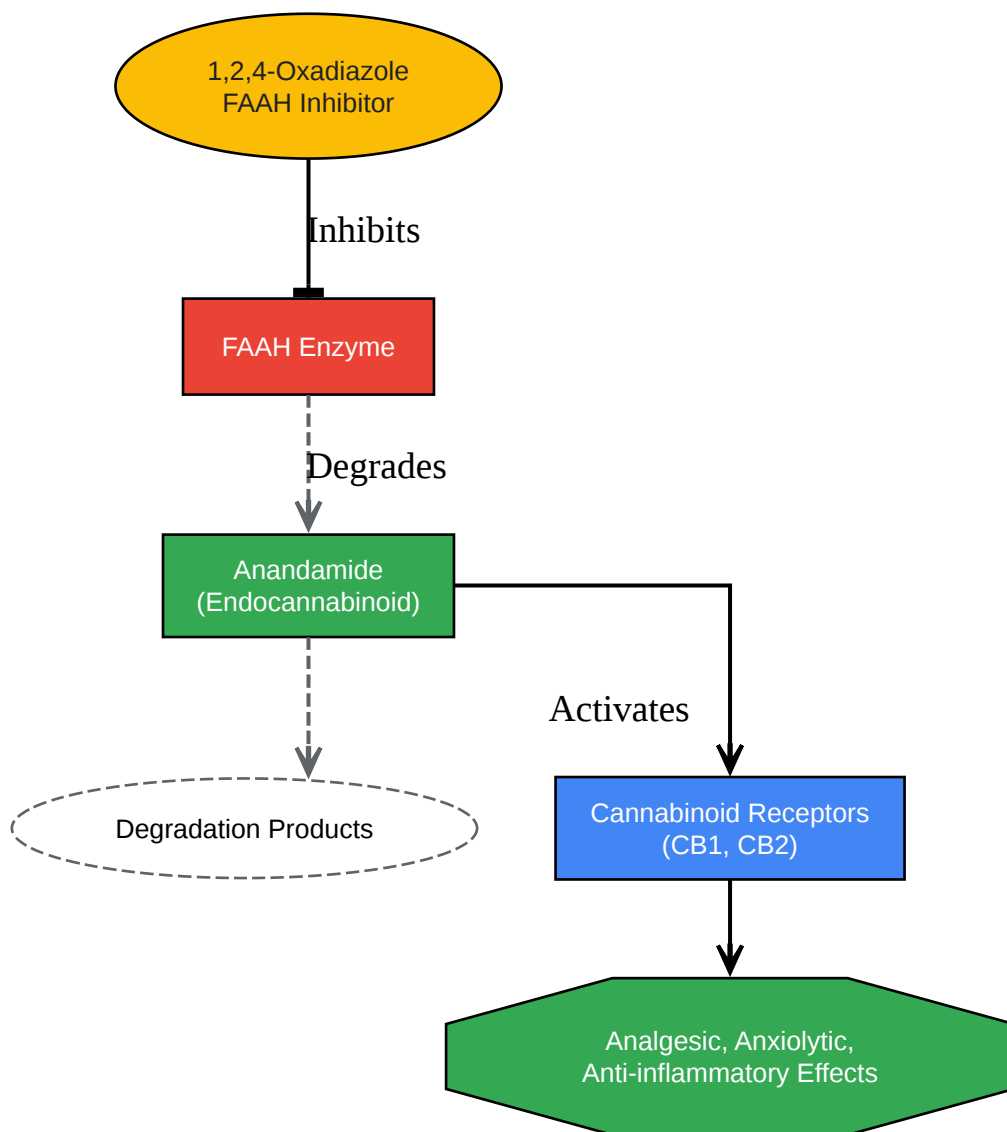 1,2,4-Oxadiazole
FAAH Inhibitor
Inhibits
FAAH Enzyme
Degrades
Anandamide
(Endocannabinoid)
Activates
Degradation Products
Cannabinoid Receptors
(CB1, CB2)
Analgesic, Anxiolytic,
Anti-inflammatory Effects